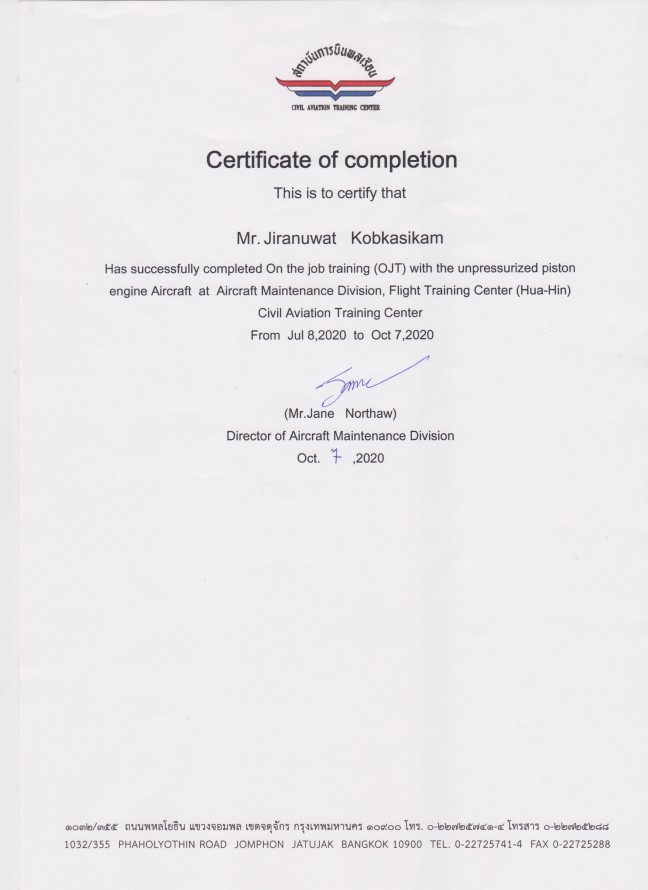 สถาบันการบินพลเรือน
CIVIL AVIATION TRAINING CENTER
Certificate of completion
This is to certify that
Mr. Jiranuwat Kobkasikam
Has successfully completed On the job training (OJT) with the unpressurized piston
engine Aircraft at Aircraft Maintenance Division, Flight Training Center (Hua-Hin)
Civil Aviation Training Center
From Jul 8,2020 to Oct 7,2020
(Mr.Jane Northaw)
Director of Aircraft Maintenance Division
Oct. 7 ,2020
๑๐๓๒/๓๕๕ ถนนพหลโยธิน แขวงจอมพล เขตจตุจักร กรุงเทพมหานคร ๑๐๙๐๐ โทร. ๐-๒๒๗๒๕๗๔๑-๔ โทรสาร ๐-๒๒๗๒๕๒๘๘
1032/355 PHAHOLYOTHIN ROAD JOMPHON JATUJAK BANGKOK 10900 TEL. 0-22725741-4 FAX 0-22725288